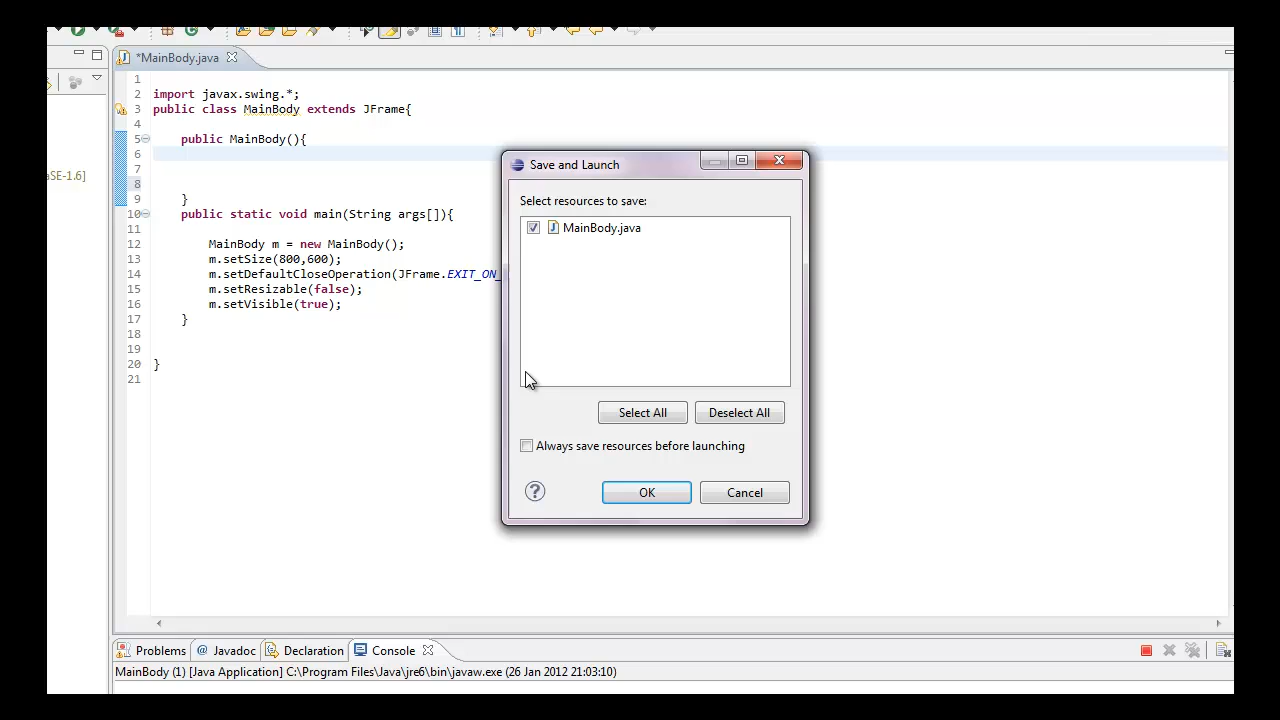 *MainBody.java
1
2 import javax.swing.*;
3 public class MainBody extends JFrame{
4
5 public MainBody(){
6
7
8
9 }
10 public static void main(String args[]){
11
12 MainBody m = new MainBody();
13 m.setSize(800,600);
14 m.setDefaultCloseOperation(JFrame.EXIT_ON_
15 m.setResizable(false);
16 m.setVisible(true);
17 }
18
19
20 }
21
aSE-1.6]
Save and Launch
Select resources to save:
MainBody.java
Select All Deselect All
Always save resources before launching
OK Cancel
Problems @ Javadoc Declaration Console
MainBody (1) [Java Application] C:\Program Files\Java\jre6\bin\javaw.exe (26 Jan 2012 21:03:10)